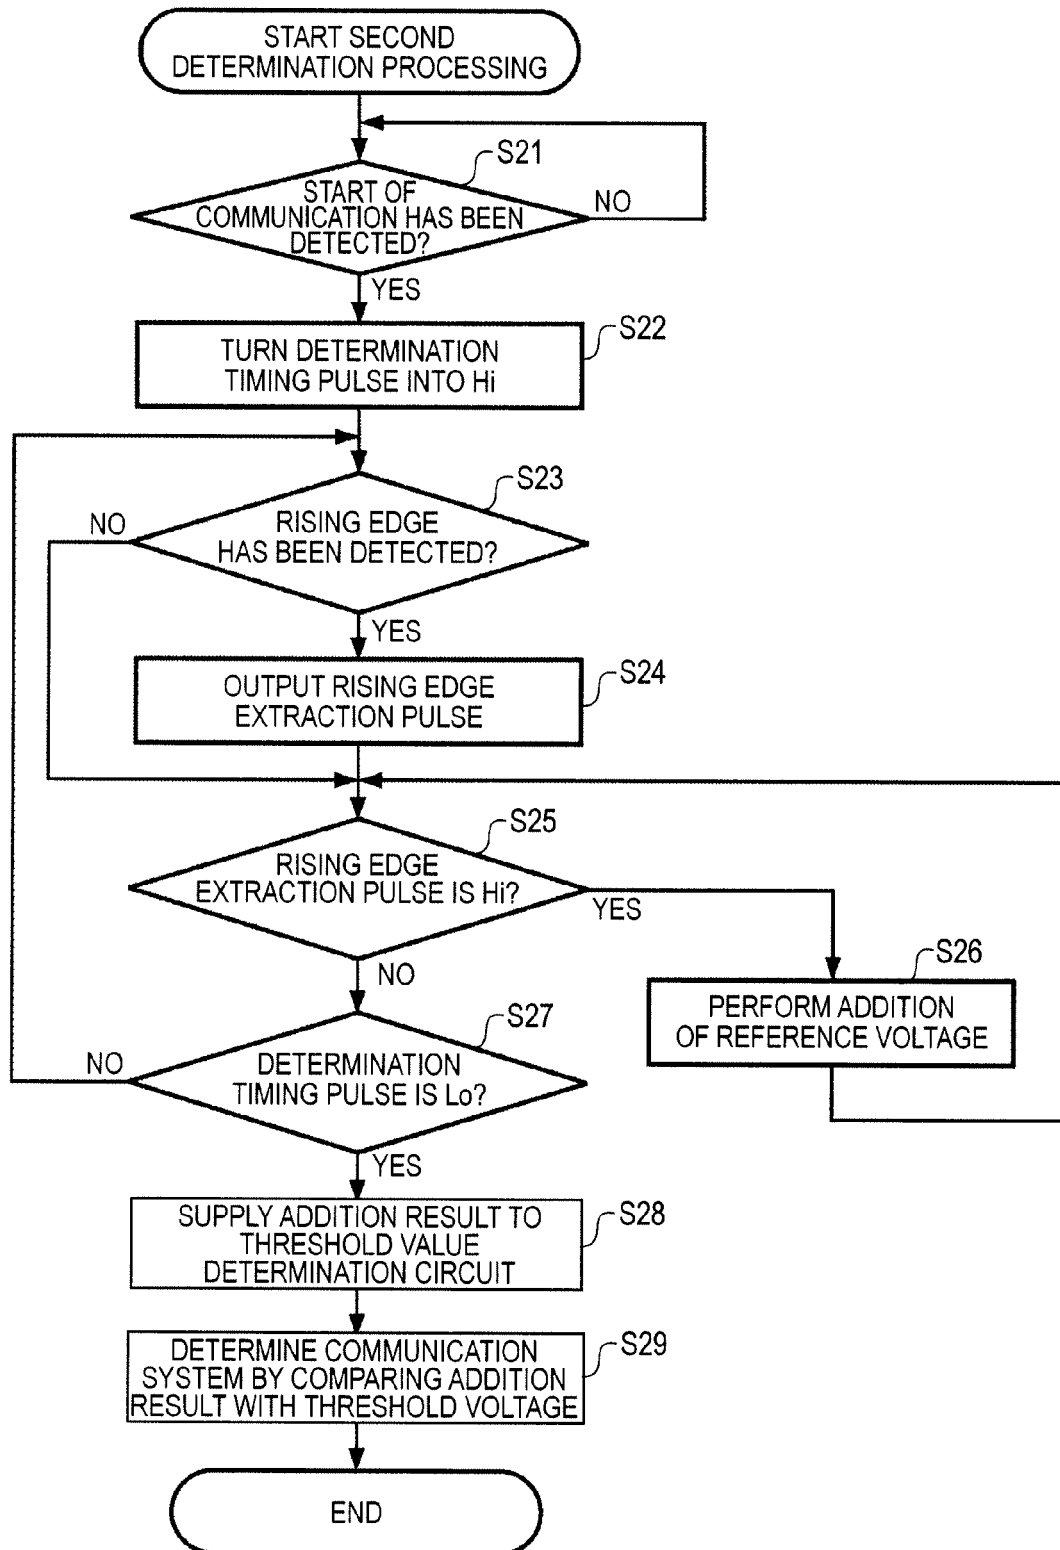 START SECOND
DETERMINATION PROCESSING
S21
START OF
COMMUNICATION HAS BEEN
DETECTED?
NO
YES
S22
TURN DETERMINATION
TIMING PULSE INTO Hi
S23
NO
RISING EDGE
HAS BEEN DETECTED?
YES
S24
OUTPUT RISING EDGE
EXTRACTION PULSE
S25
RISING EDGE
EXTRACTION PULSE IS Hi?
YES
NO
S26
PERFORM ADDITION
OF REFERENCE VOLTAGE
S27
NO
DETERMINATION
TIMING PULSE IS Lo?
YES
S28
SUPPLY ADDITION RESULT TO
THRESHOLD VALUE
DETERMINATION CIRCUIT
S29
DETERMINE COMMUNICATION
SYSTEM BY COMPARING ADDITION
RESULT WITH THRESHOLD VOLTAGE
END